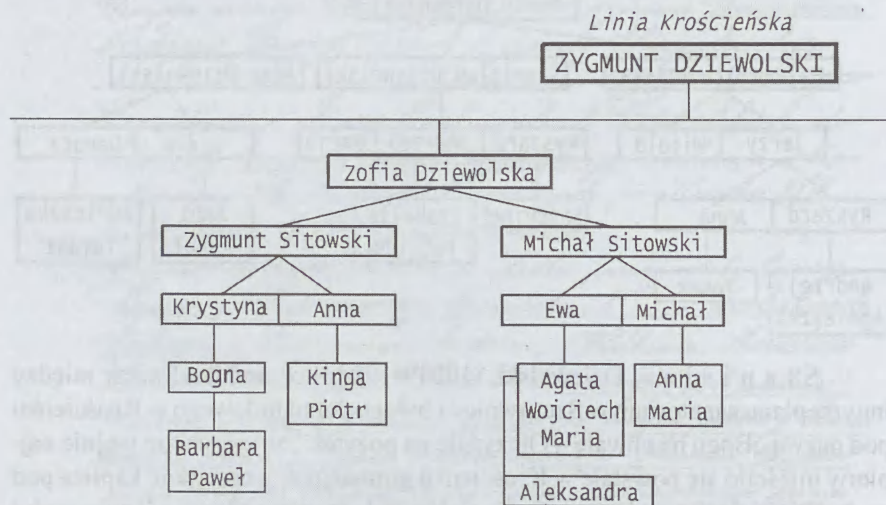 Linia Krościeńska
ZYGMUNT DZIEWOLSKI
Zofia Dziewolska
Zygmunt Sitowski
Michał Sitowski
Krystyna Anna
Ewa Michał
Bogna
Kinga
Piotr
Agata
Wojciech
Maria
Anna
Maria
Barbara
Paweł
Aleksandra